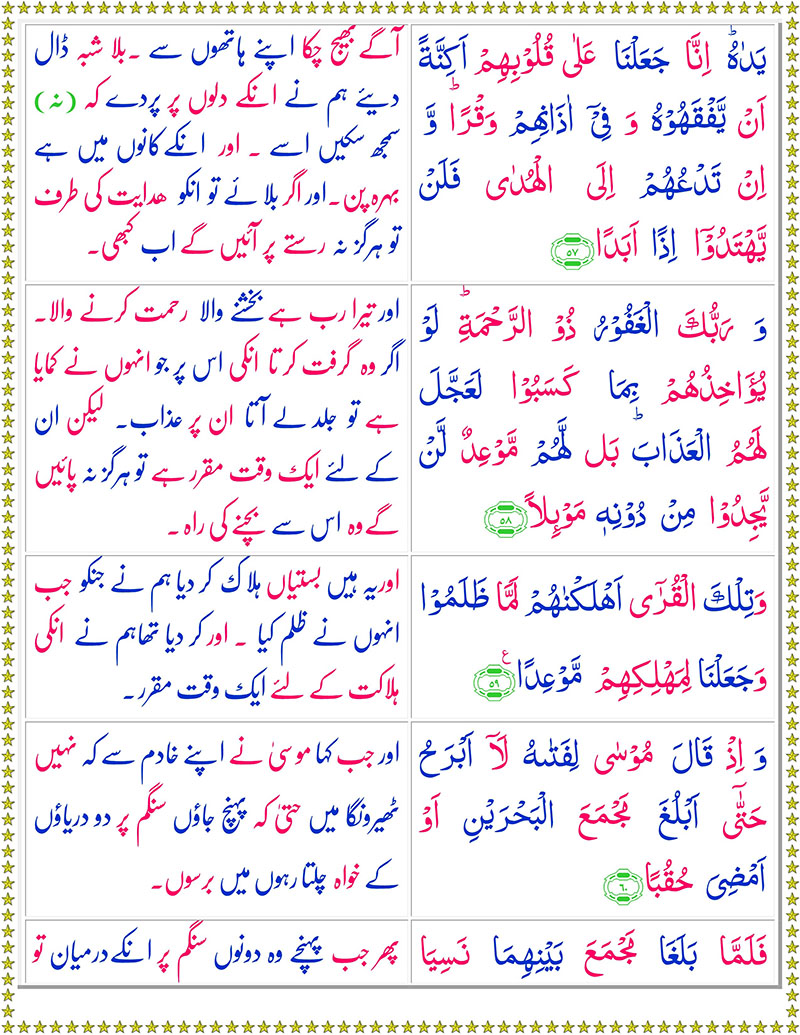 یَدٰهُ ؕ اِنَّا جَعَلْنَا عَلٰی قُلُوْبِهِمْ اَكِنَّةً
اَنْ یَّفْقَهُوْهُ وَ فِیْۤ اٰذَانِهِمْ وَقْرًا ؕ وَّ
اِنْ تَدْعُهُمْ اِلَی الْهُدٰی فَلَنْ
یَّهْتَدُوْۤا اِذًا اَبَدًا ﴿۵۷﴾
آگے بھیج چکا اپنے ہاتھوں سے ۔ بلا شبہ ڈال
دیئے ہم نے انکے دلوں پر پردے کہ (نہ)
سمجھ سکیں اسے ۔ اور انکے کانوں میں ہے
بہرہ پن۔ اور اگر بلائے تو انکو ھدایت کی طرف
تو ہرگز نہ رستے پر آئیں گے اب کبھی۔
وَ رَبُّكَ الْغَفُوْرُ ذُو الرَّحْمَةِ ؕ لَوْ
یُؤَاخِذُهُمْ بِمَا كَسَبُوْا لَعَجَّلَ
لَهُمُ الْعَذَابَ ؕ بَل لَّهُمْ مَّوْعِدٌ لَّنْ
یَّجِدُوْا مِنْ دُوْنِهٖ مَوْىِٕلًا ﴿۵۸﴾
اور تیرا رب ہے بخشنے والا رحمت کرنے والا۔
اگر وہ گرفت کرتا انکی اس پر جو انہوں نے کمایا
ہے تو جلد لے آتا ان پر عذاب۔ لیکن ان
کے لئے ایک وقت مقرر ہے تو ہرگز نہ پائیں
گے وہ اس سے بچنے کی راہ ۔
وَتِلْكَ الْقُرٰۤی اَهْلَكْنٰهُمْ لَمَّا ظَلَمُوْا
وَجَعَلْنَا لِمَهْلِكِهِمْ مَّوْعِدًا ﴿۵۹﴾ ع
اور یہ ہیں بستیاں ہلاک کر دیا ہم نے جنکو جب
انہوں نے ظلم کیا ۔ اور کر دیا تھا ہم نے انکی
ہلاکت کے لئے ایک وقت مقرر۔
وَ اِذْ قَالَ مُوْسٰی لِفَتٰىهُ لَاۤ اَبْرَحُ
حَتّٰۤی اَبْلُغَ مَجْمَعَ الْبَحْرَیْنِ اَوْ
اَمْضِیَ حُقُبًا ﴿۶۰﴾
اور جب کہا موسیٰ نے اپنے خادم سے کہ نہیں
ٹھیرونگا میں حتیٰ کہ پہنچ جاؤں سنگم پر دو دریاؤں
کے خواہ چلتا رہوں میں برسوں۔
فَلَمَّا بَلَغَا مَجْمَعَ بَیْنِهِمَا نَسِیَا
پھر جب پہنچے وہ دونوں سنگم پر انکے درمیان تو